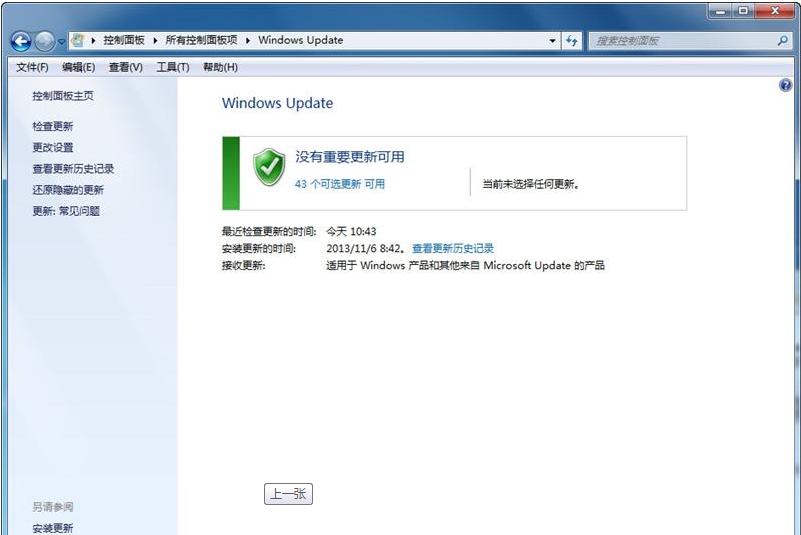 控制面板 所有控制面板项 Windows Update 搜索控制面板
文件(F) 编辑(E) 查看(V) 工具(T) 帮助(H)
控制面板主页
检查更新
更改设置
查看更新历史记录
还原隐藏的更新
更新: 常见问题
Windows Update
没有重要更新可用
43 个可选更新 可用
当前未选择任何更新。
最近检查更新的时间: 今天 10:43
安装更新的时间: 2013/11/6 8:42。 查看更新历史记录
接收更新: 适用于 Windows 产品和其他来自 Microsoft Update 的产品
上一张
另请参阅
安装更新